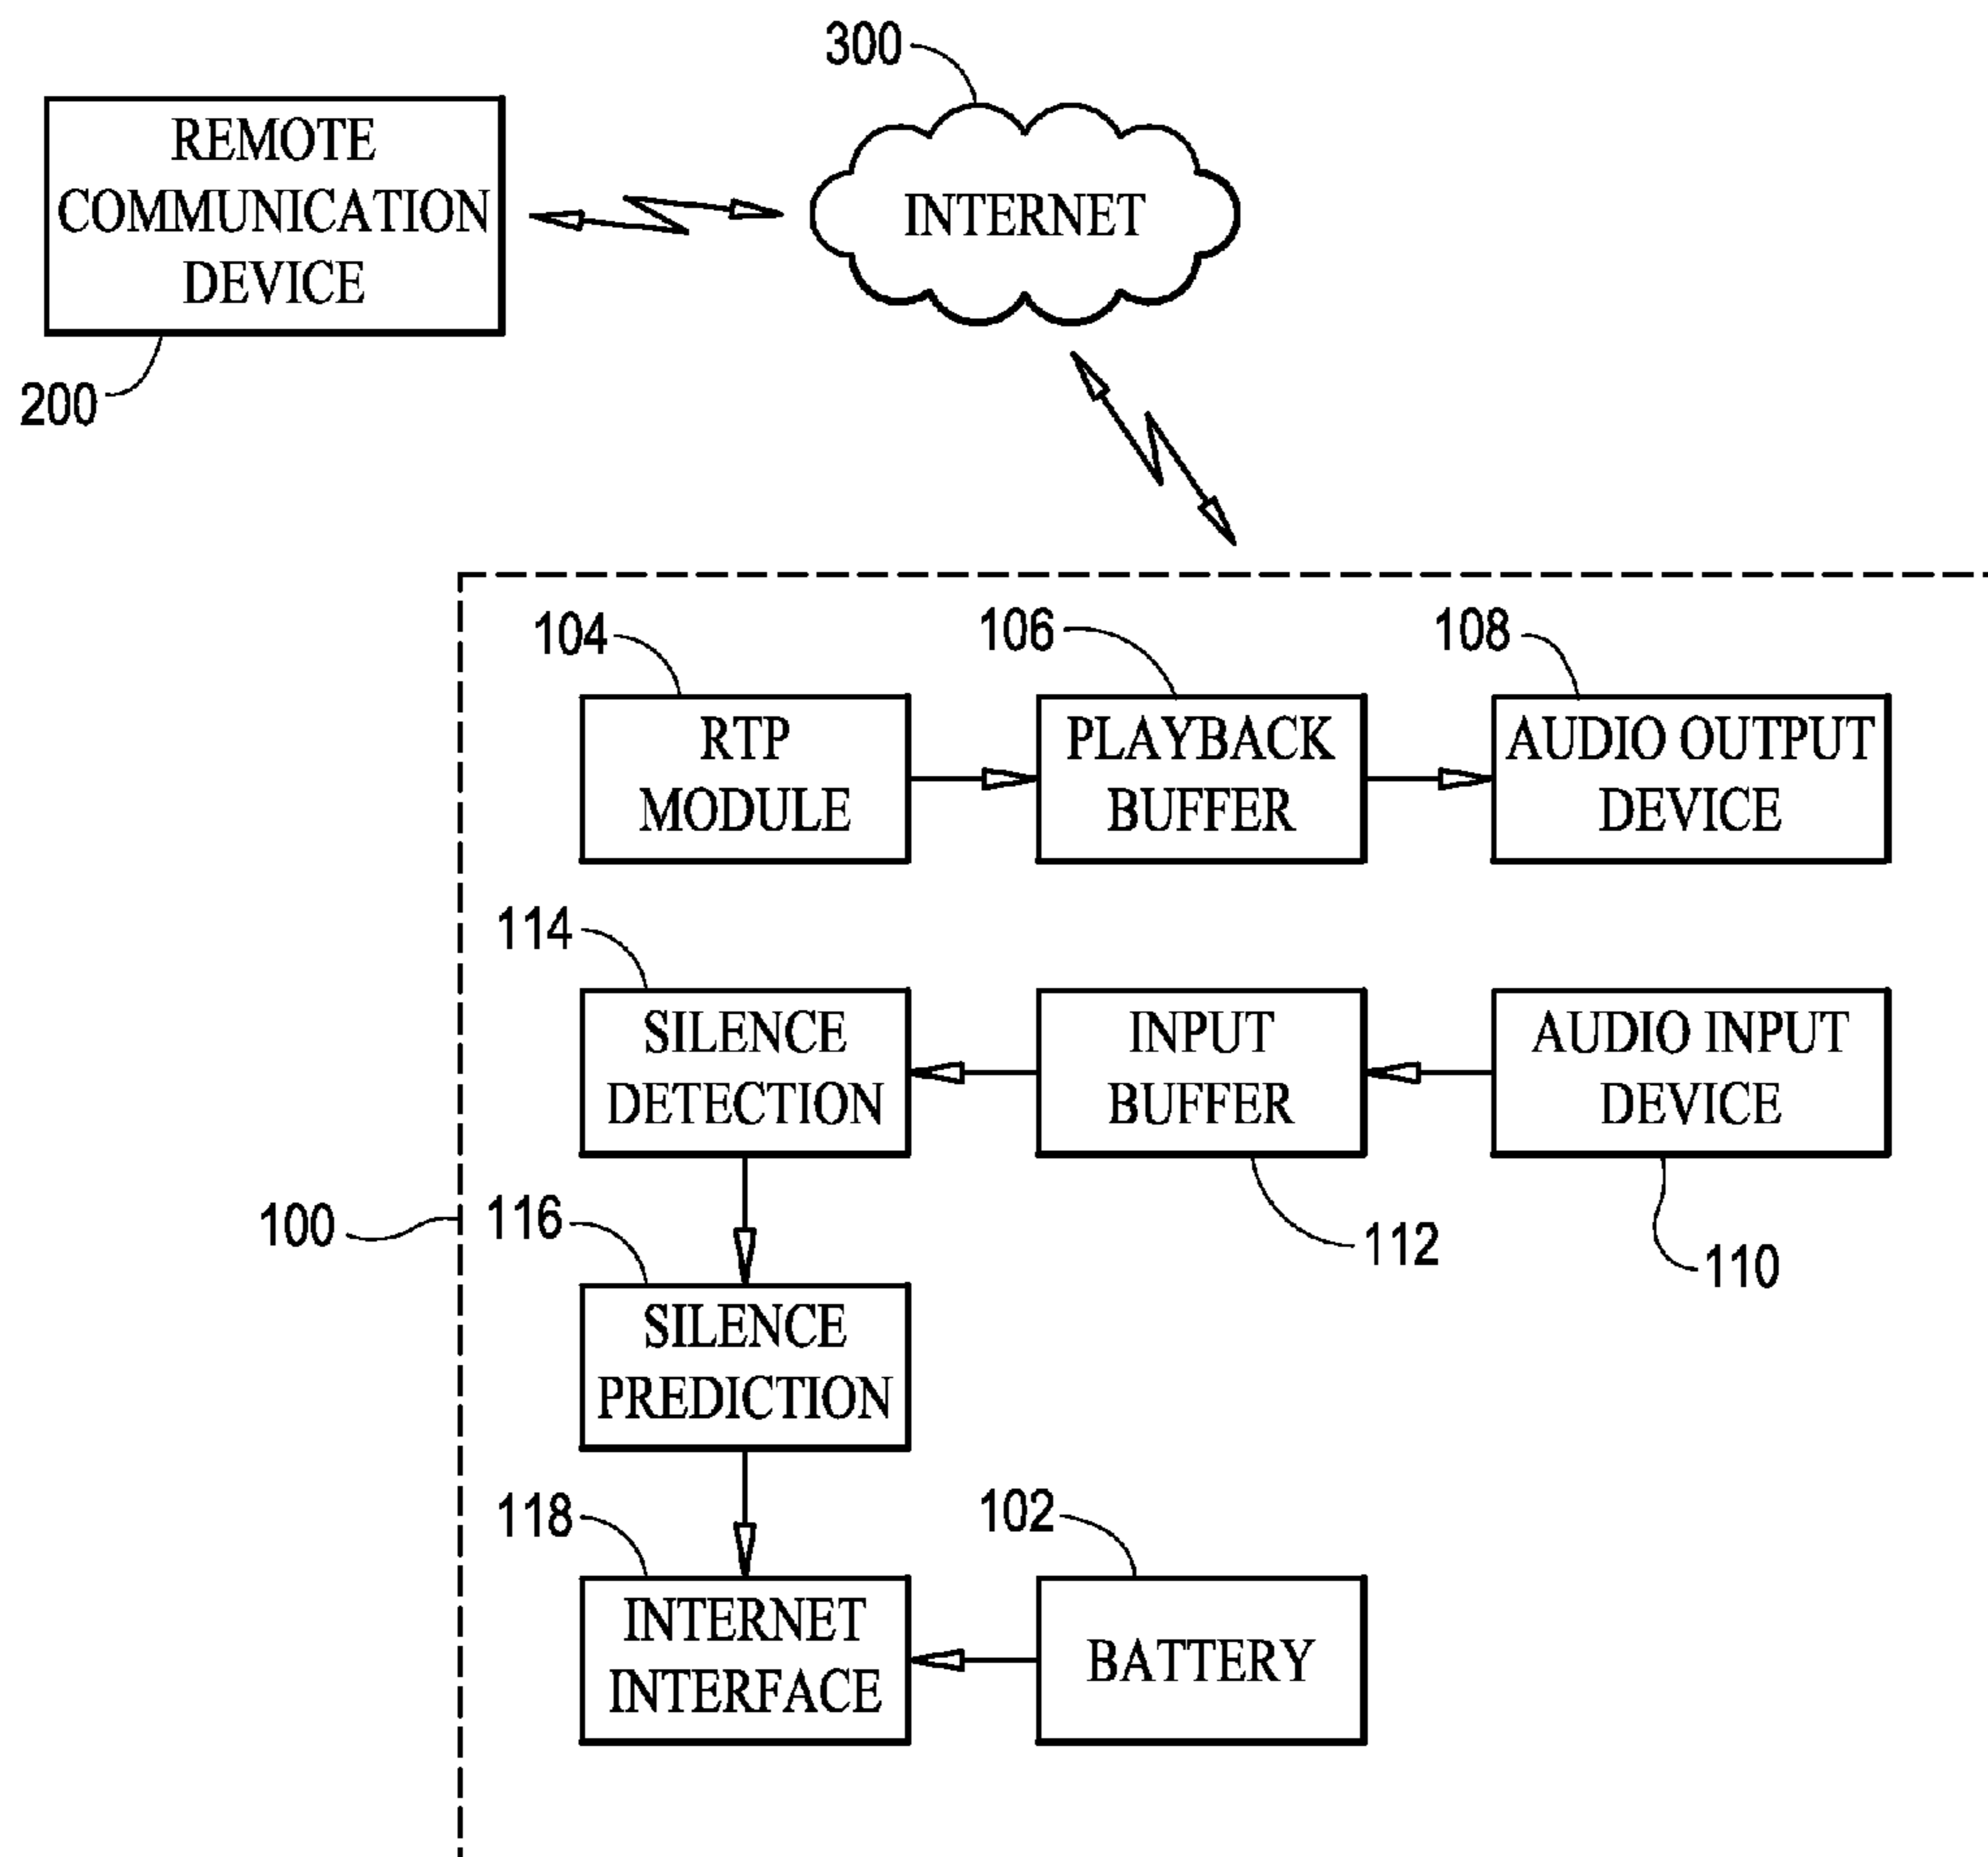 300
REMOTE
COMMUNICATION
DEVICE
INTERNET
200
104
106
108
RTP
MODULE
PLAYBACK
BUFFER
AUDIO OUTPUT
DEVICE
114
SILENCE
DETECTION
INPUT
BUFFER
AUDIO INPUT
DEVICE
100
116
112
110
SILENCE
PREDICTION
118
102
INTERNET
INTERFACE
BATTERY